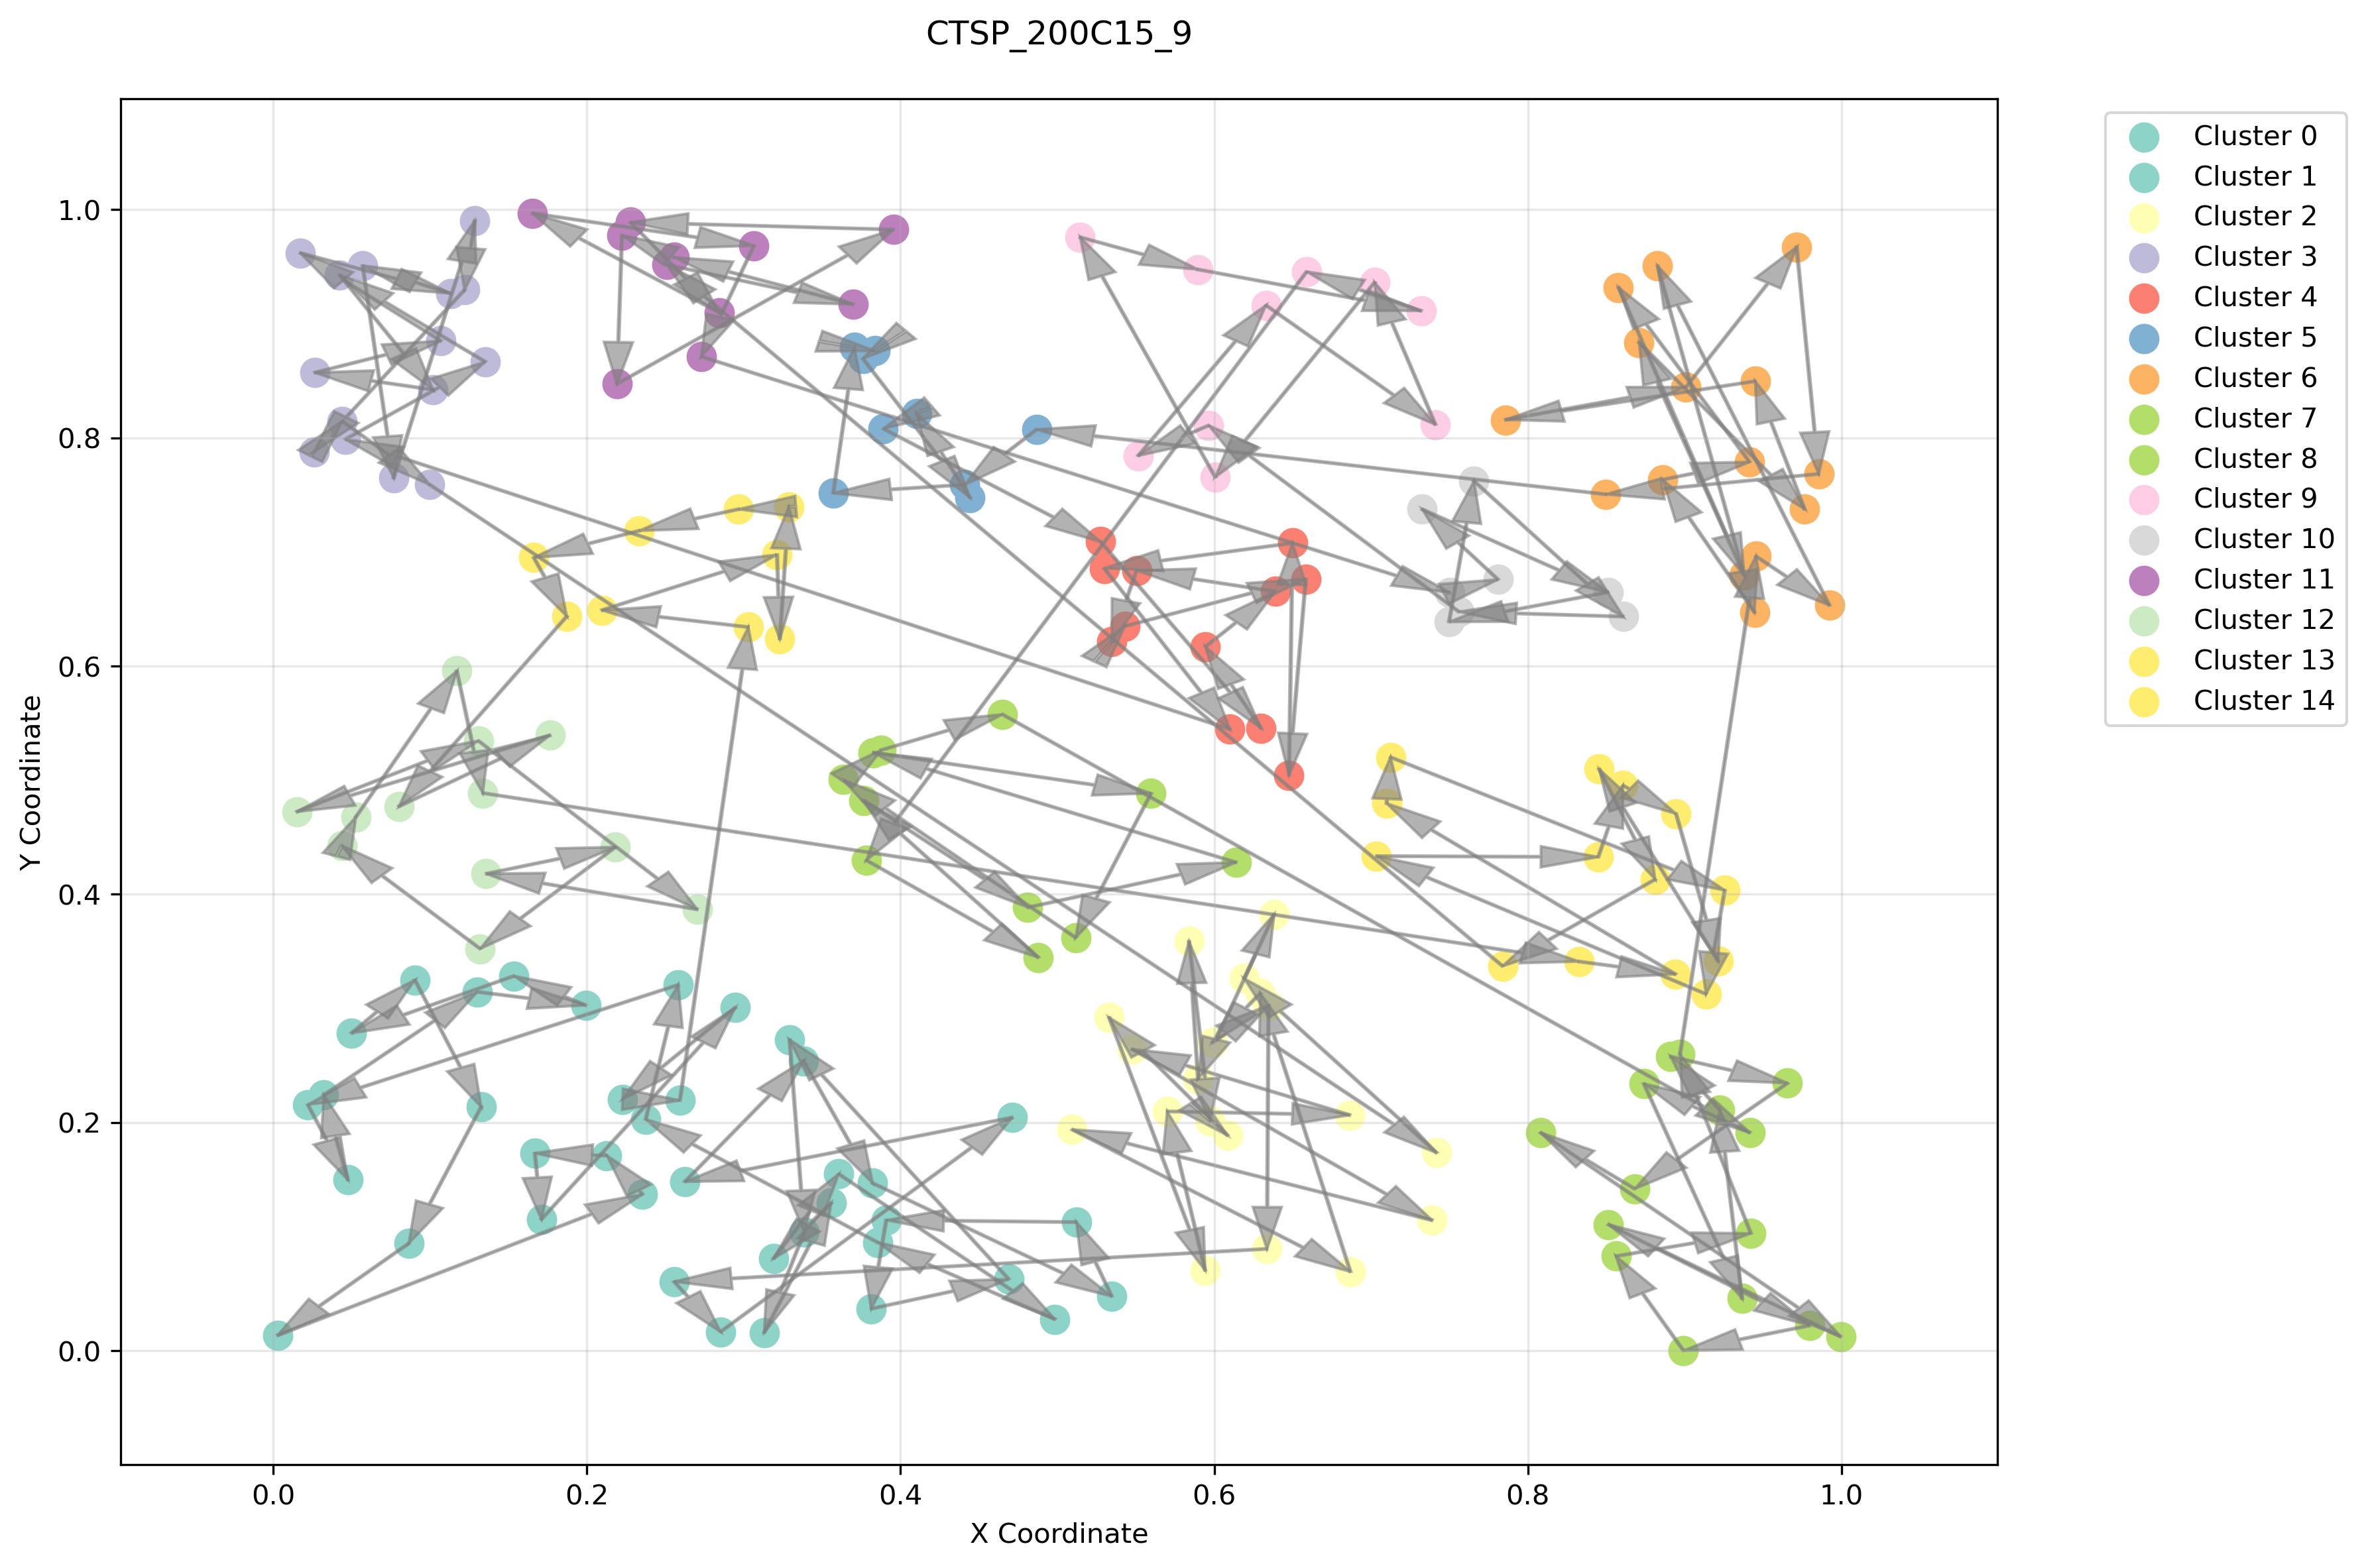 CTSP_200C15_9
1.0
0.8
0.6
0.4
0.2
0.0
Y Coordinate
0.0 0.2 0.4 0.6 0.8 1.0
X Coordinate
Cluster 0
Cluster 1
Cluster 2
Cluster 3
Cluster 4
Cluster 5
Cluster 6
Cluster 7
Cluster 8
Cluster 9
Cluster 10
Cluster 11
Cluster 12
Cluster 13
Cluster 14